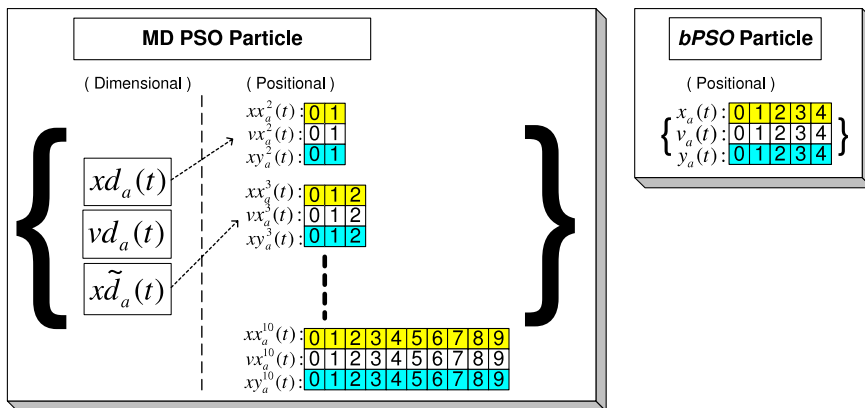 MD PSO Particle
( Dimensional )
( Positional )
xd_a(t)
vd_a(t)
xd̃_a(t)
xx_a^2(t): 0 1
vx_a^2(t): 0 1
xy_a^2(t): 0 1
xx_a^3(t): 0 1 2
vx_a^3(t): 0 1 2
xy_a^3(t): 0 1 2
xx_a^10(t): 0 1 2 3 4 5 6 7 8 9
vx_a^10(t): 0 1 2 3 4 5 6 7 8 9
xy_a^10(t): 0 1 2 3 4 5 6 7 8 9
bPSO Particle
( Positional )
x_a(t): 0 1 2 3 4
v_a(t): 0 1 2 3 4
y_a(t): 0 1 2 3 4